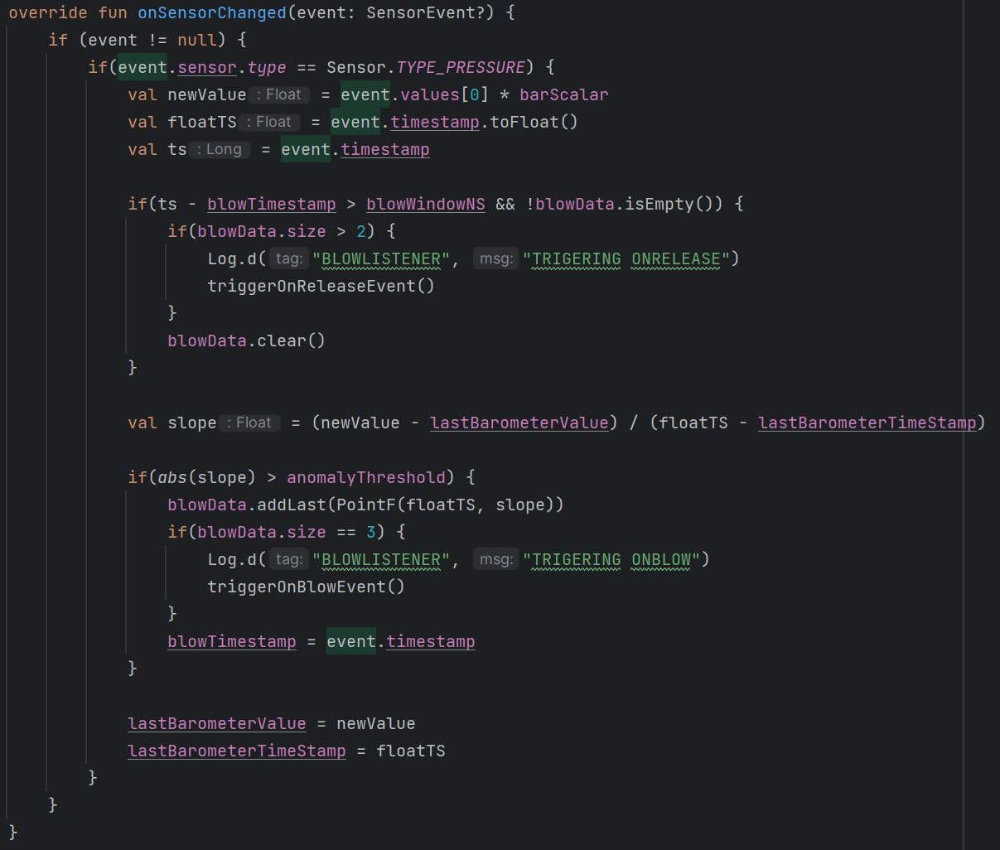 override fun onSensorChanged(event: SensorEvent?) {
if (event != null) {
if(event.sensor.type == Sensor.TYPE_PRESSURE) {
val newValue : Float = event.values[0] * barScalar
val floatTS : Float = event.timestamp.toFloat()
val ts : Long = event.timestamp
if(ts - blowTimestamp > blowWindowNS && !blowData.isEmpty()) {
if(blowData.size > 2) {
Log.d( tag: "BLOWLISTENER", msg: "TRIGERING ONRELEASE")
triggerOnReleaseEvent()
}
blowData.clear()
}
val slope : Float = (newValue - lastBarometerValue) / (floatTS - lastBarometerTimeStamp)
if(abs(slope) > anomalyThreshold) {
blowData.addLast(PointF(floatTS, slope))
if(blowData.size == 3) {
Log.d( tag: "BLOWLISTENER", msg: "TRIGERING ONBLOW")
triggerOnBlowEvent()
}
blowTimestamp = event.timestamp
}
lastBarometerValue = newValue
lastBarometerTimeStamp = floatTS
}
}
}